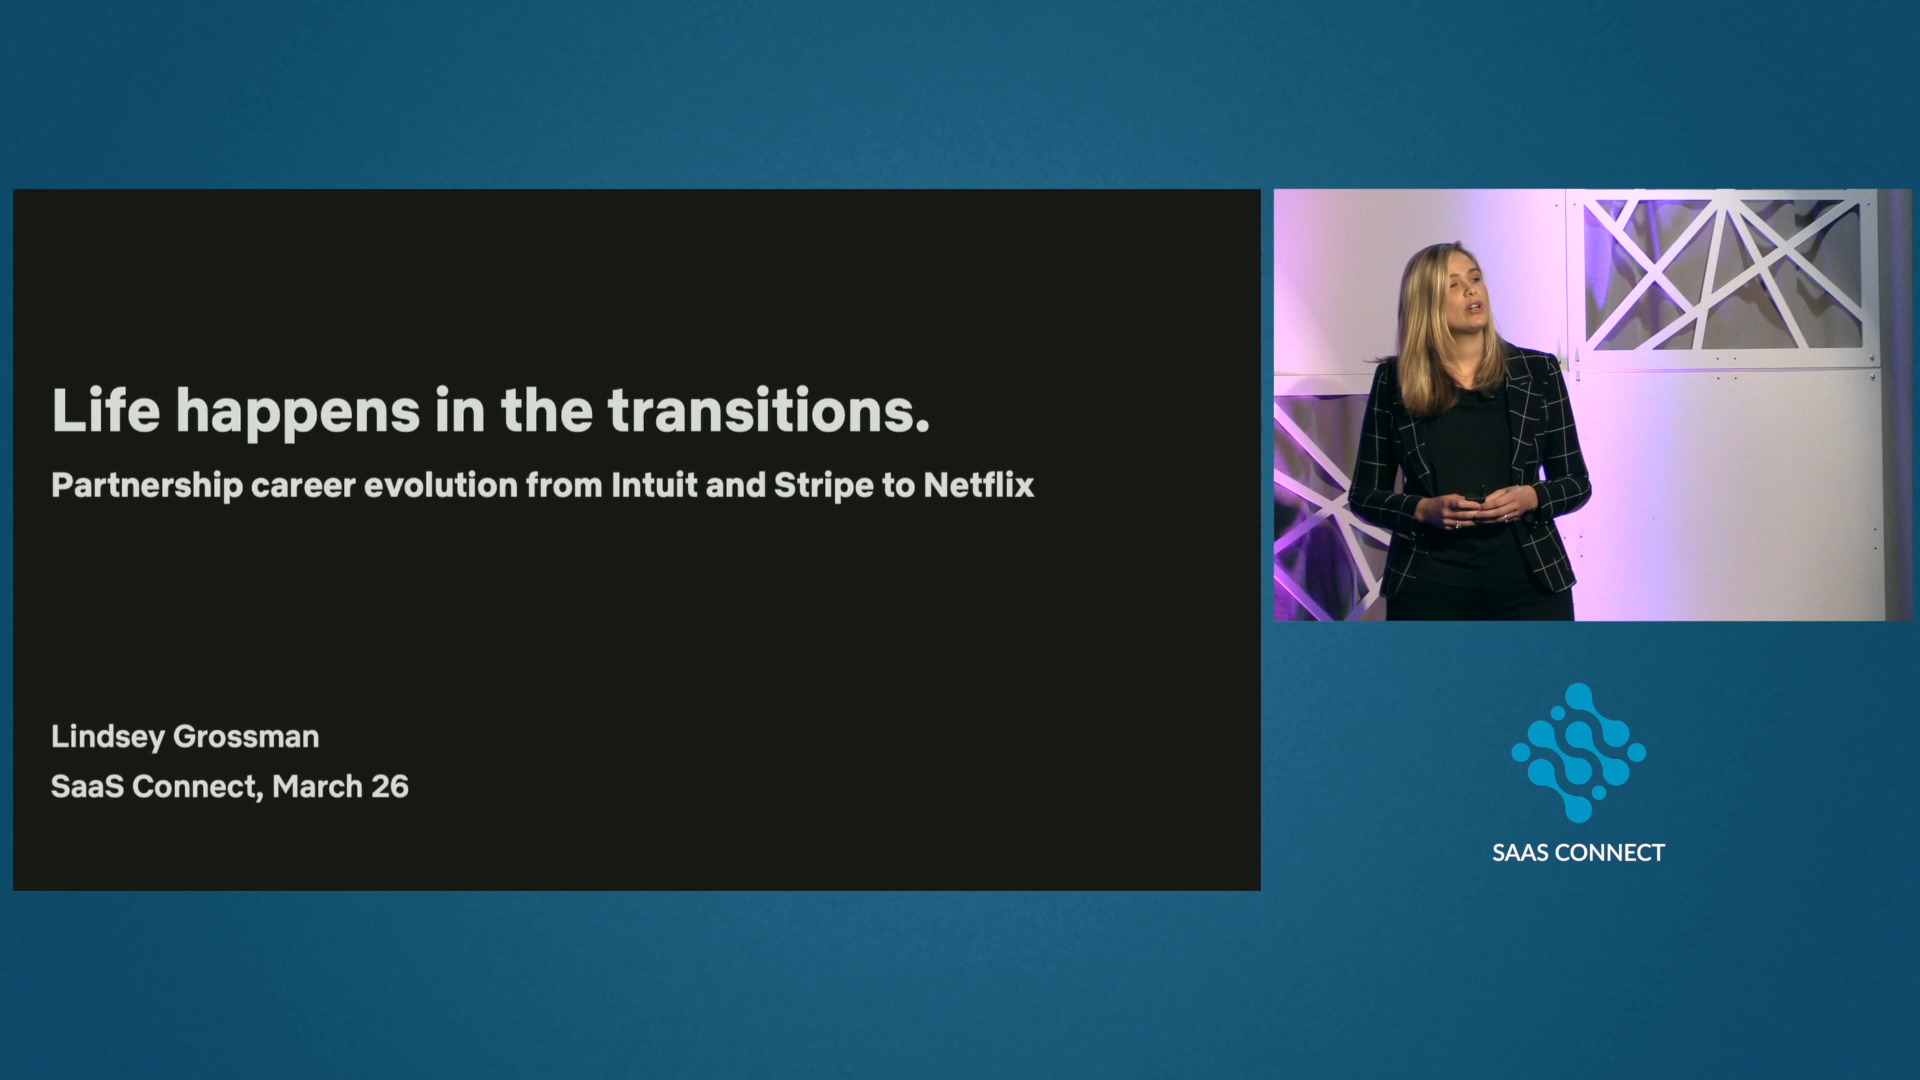 Life happens in the transitions.
Partnership career evolution from Intuit and Stripe to Netflix
Lindsey Grossman
SaaS Connect, March 26
SAAS CONNECT